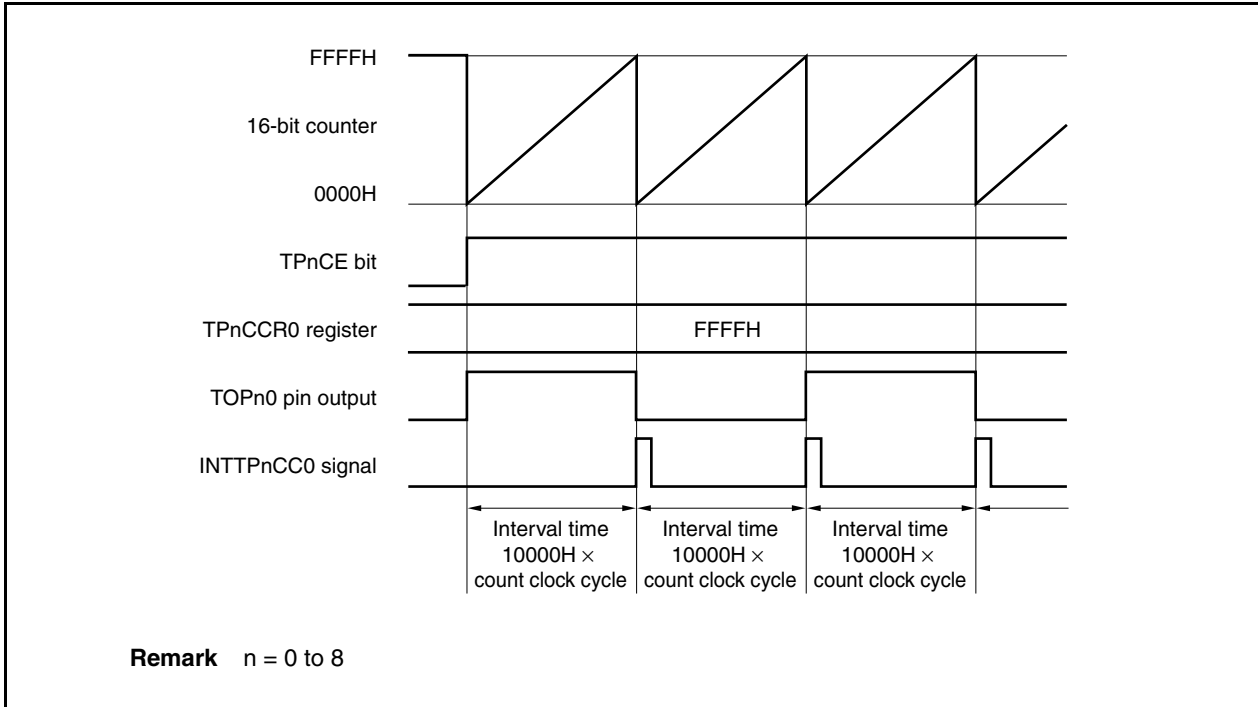 FFFFH
16-bit counter
0000H
TPnCE bit
TPnCCR0 register
FFFFH
TOPn0 pin output
INTTPnCC0 signal
Interval time
10000H ×
count clock cycle
Interval time
10000H ×
count clock cycle
Interval time
10000H ×
count clock cycle
Remark n = 0 to 8